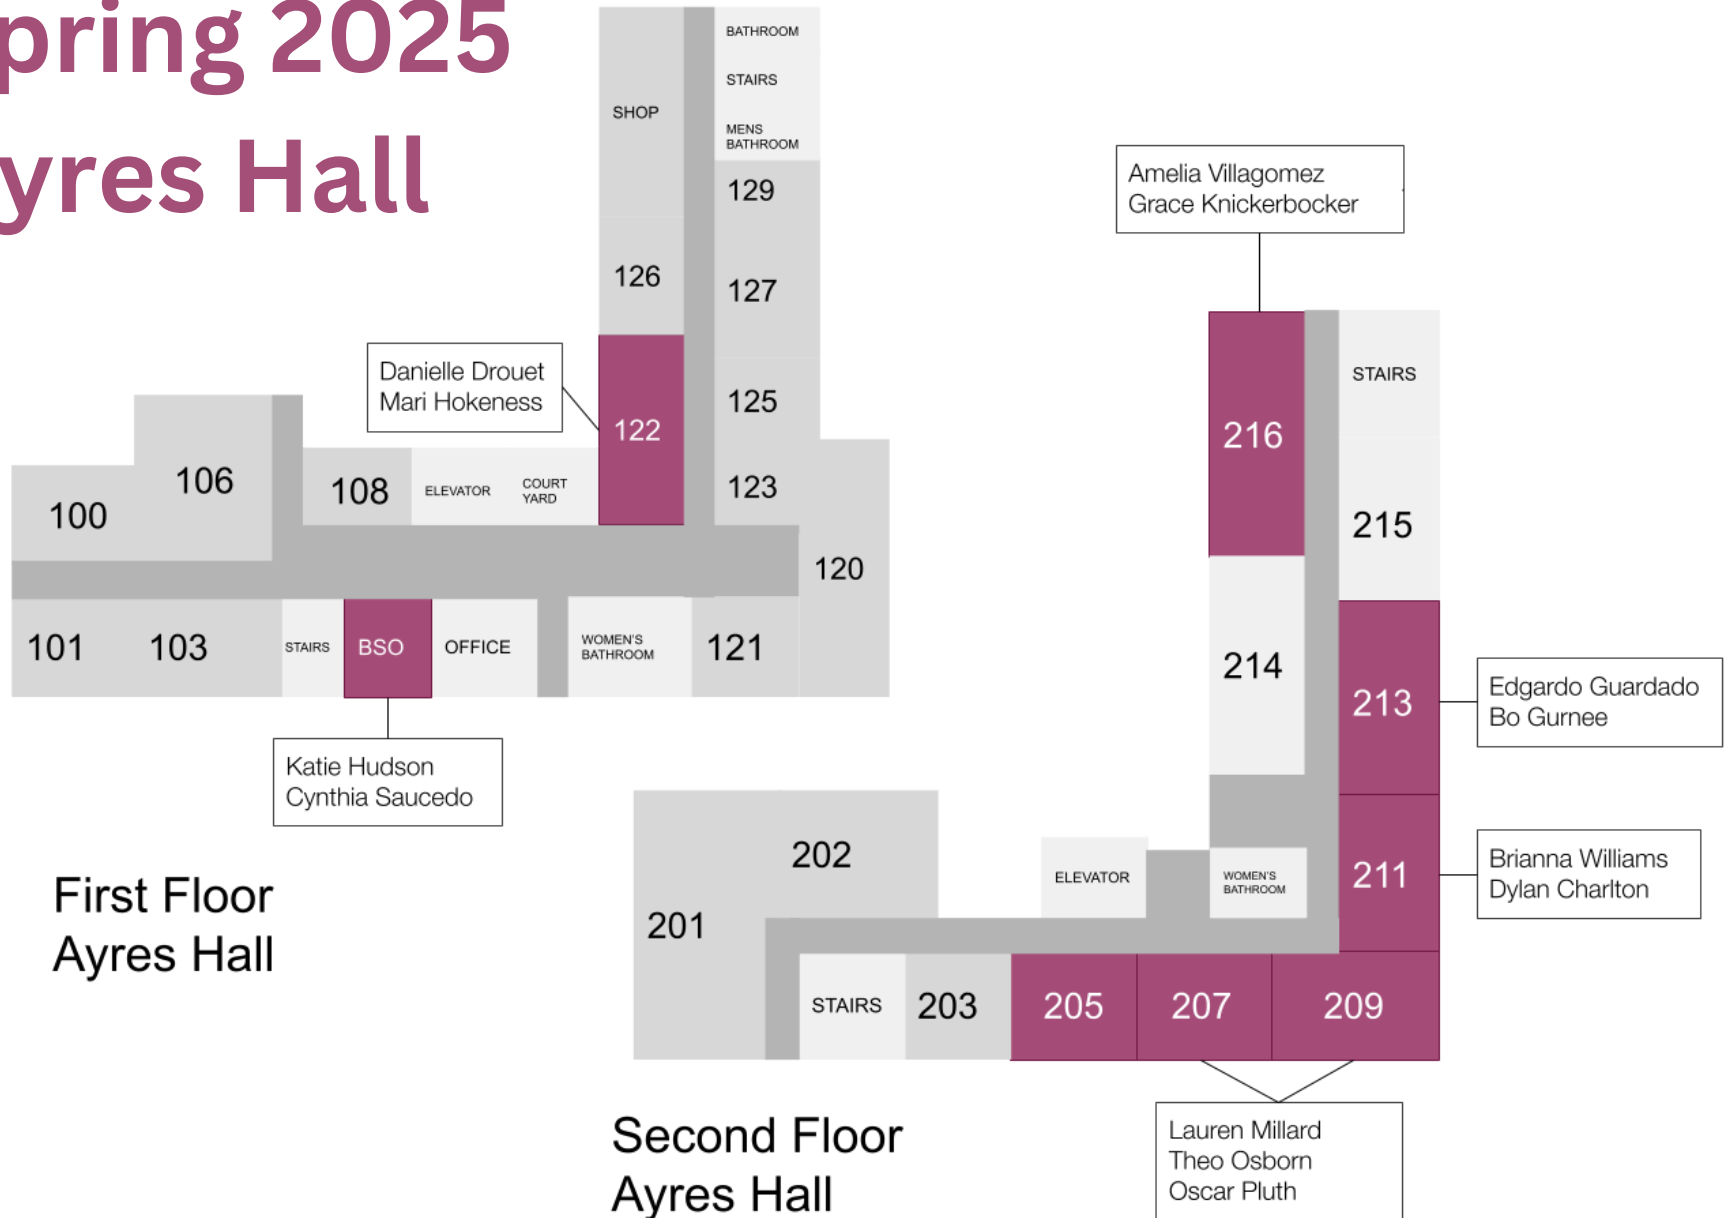 pring 2025
yres Hall
BATHROOM
STAIRS
MENS
BATHROOM
SHOP
129
126
127
Danielle Drouet
Mari Hokeness
122
125
123
106
100
108
ELEVATOR
COURT
YARD
120
101
103
STAIRS
BSO
OFFICE
WOMEN'S
BATHROOM
121
Katie Hudson
Cynthia Saucedo
First Floor
Ayres Hall
Amelia Villagomez
Grace Knickerbocker
216
STAIRS
215
214
213
Edgardo Guardado
Bo Gurnee
202
201
ELEVATOR
WOMEN'S
BATHROOM
211
Brianna Williams
Dylan Charlton
STAIRS
203
205
207
209
Lauren Millard
Theo Osborn
Oscar Pluth
Second Floor
Ayres Hall